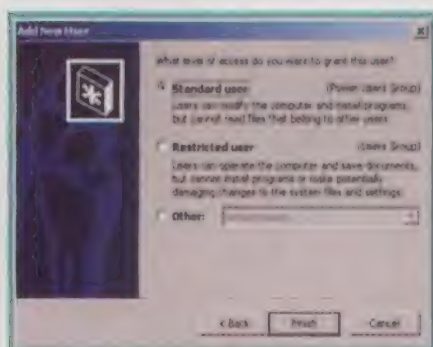 Add New User
What level of access do you want to grant this user?
Standard user (Power Users Group)
Users can modify the computer and install programs,
but cannot read files that belong to other users.
Restricted user (Users Group)
Users can operate the computer and save documents,
but cannot install programs or make potentially
damaging changes to the system files and settings.
Other:
< Back Finish Cancel